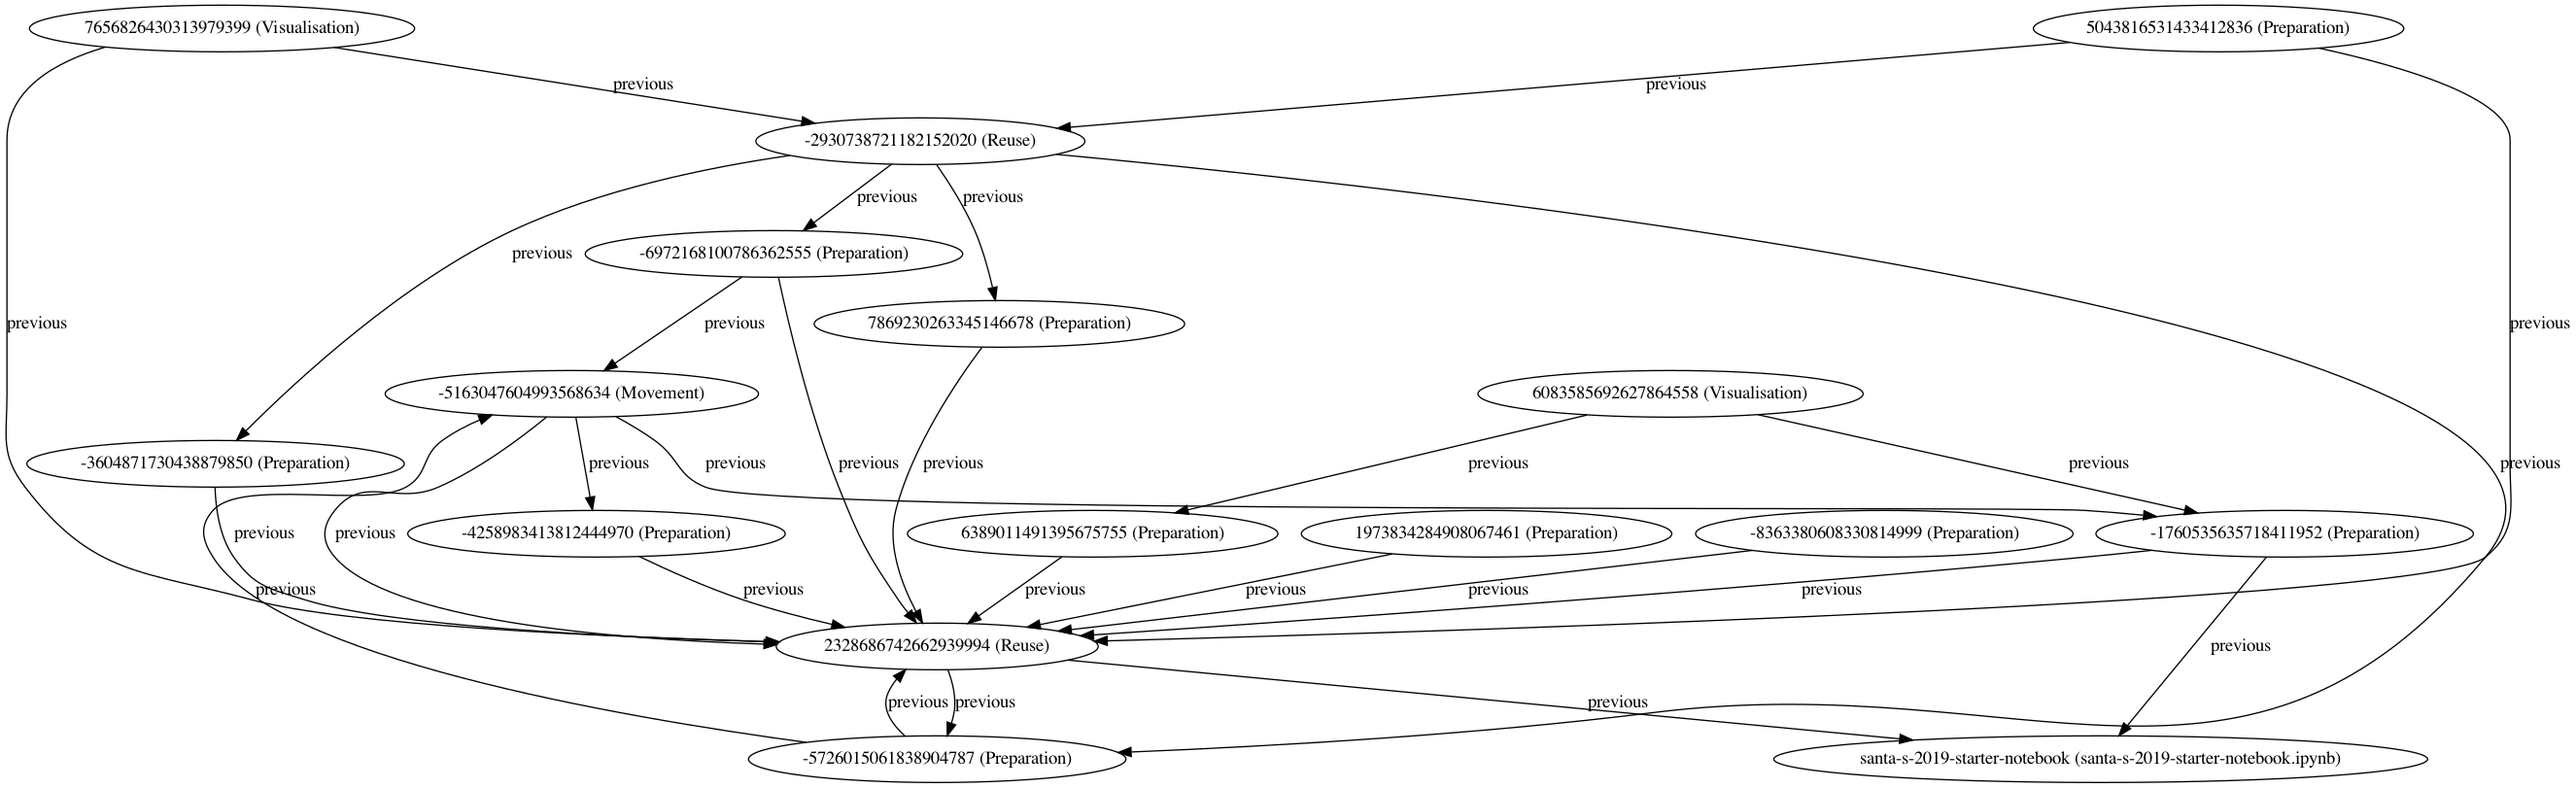 7656826430313979399 (Visualisation)
5043816531433412836 (Preparation)
previous
previous
-2930738721182152020 (Reuse)
previous
previous
previous
-6972168100786362555 (Preparation)
previous
previous
previous
7869230263345146678 (Preparation)
-5163047604993568634 (Movement)
6083585692627864558 (Visualisation)
-3604871730438879850 (Preparation)
previous
previous
previous
previous
previous
previous
previous
previous
previous
-4258983413812444970 (Preparation)
6389011491395675755 (Preparation)
1973834284908067461 (Preparation)
-8363380608330814999 (Preparation)
-1760535635718411952 (Preparation)
previous
previous
previous
previous
previous
previous
2328686742662939994 (Reuse)
previous
previous
previous
previous
-5726015061838904787 (Preparation)
santa-s-2019-starter-notebook (santa-s-2019-starter-notebook.ipynb)